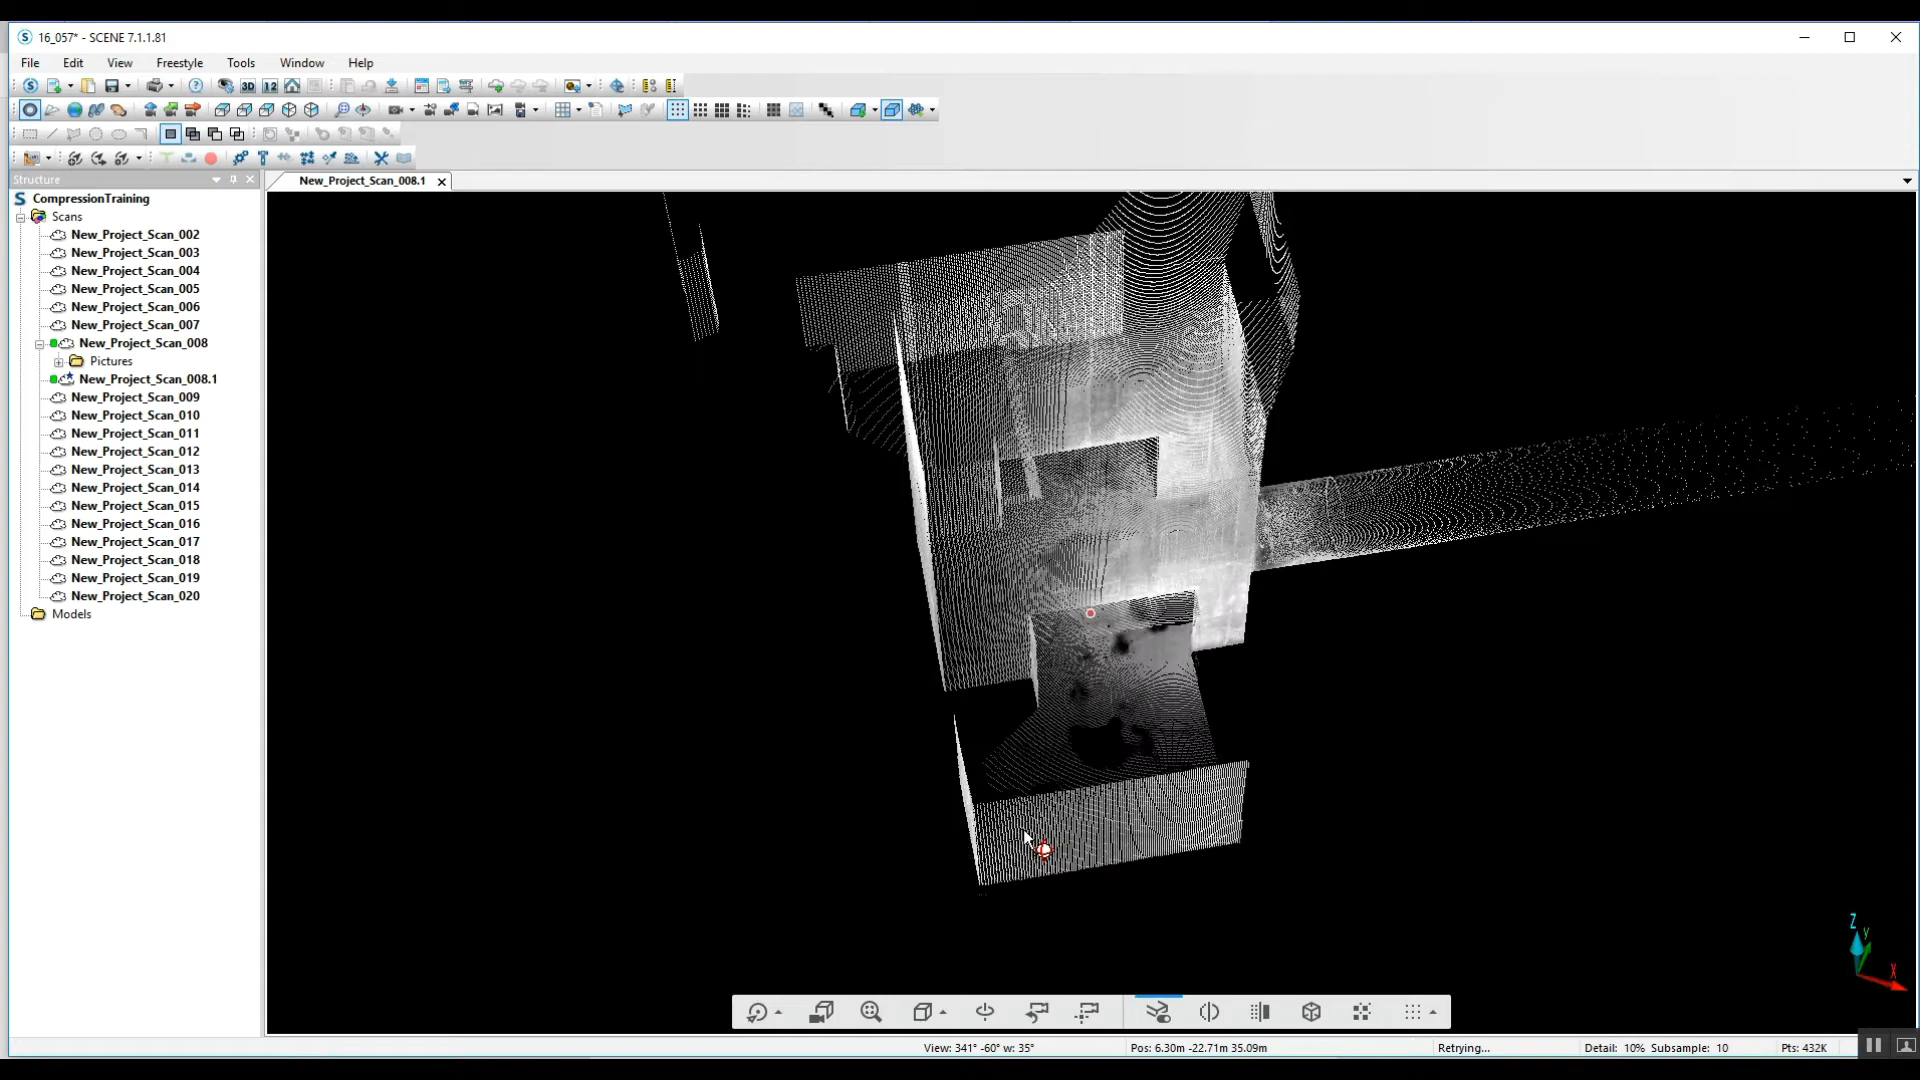 16_057* - SCENE 7.1.1.81
File Edit View Freestyle Tools Window Help
3D 12
Structure
New_Project_Scan_008.1
CompressionTraining
Scans
New_Project_Scan_002
New_Project_Scan_003
New_Project_Scan_004
New_Project_Scan_005
New_Project_Scan_006
New_Project_Scan_007
New_Project_Scan_008
Pictures
New_Project_Scan_008.1
New_Project_Scan_009
New_Project_Scan_010
New_Project_Scan_011
New_Project_Scan_012
New_Project_Scan_013
New_Project_Scan_014
New_Project_Scan_015
New_Project_Scan_016
New_Project_Scan_017
New_Project_Scan_018
New_Project_Scan_019
New_Project_Scan_020
Models
Z
Y
X
View: 341° -60° w: 35° Pos: 6.30m -22.71m 35.09m Retrying... Detail: 10% Subsample: 10 Pts: 432K